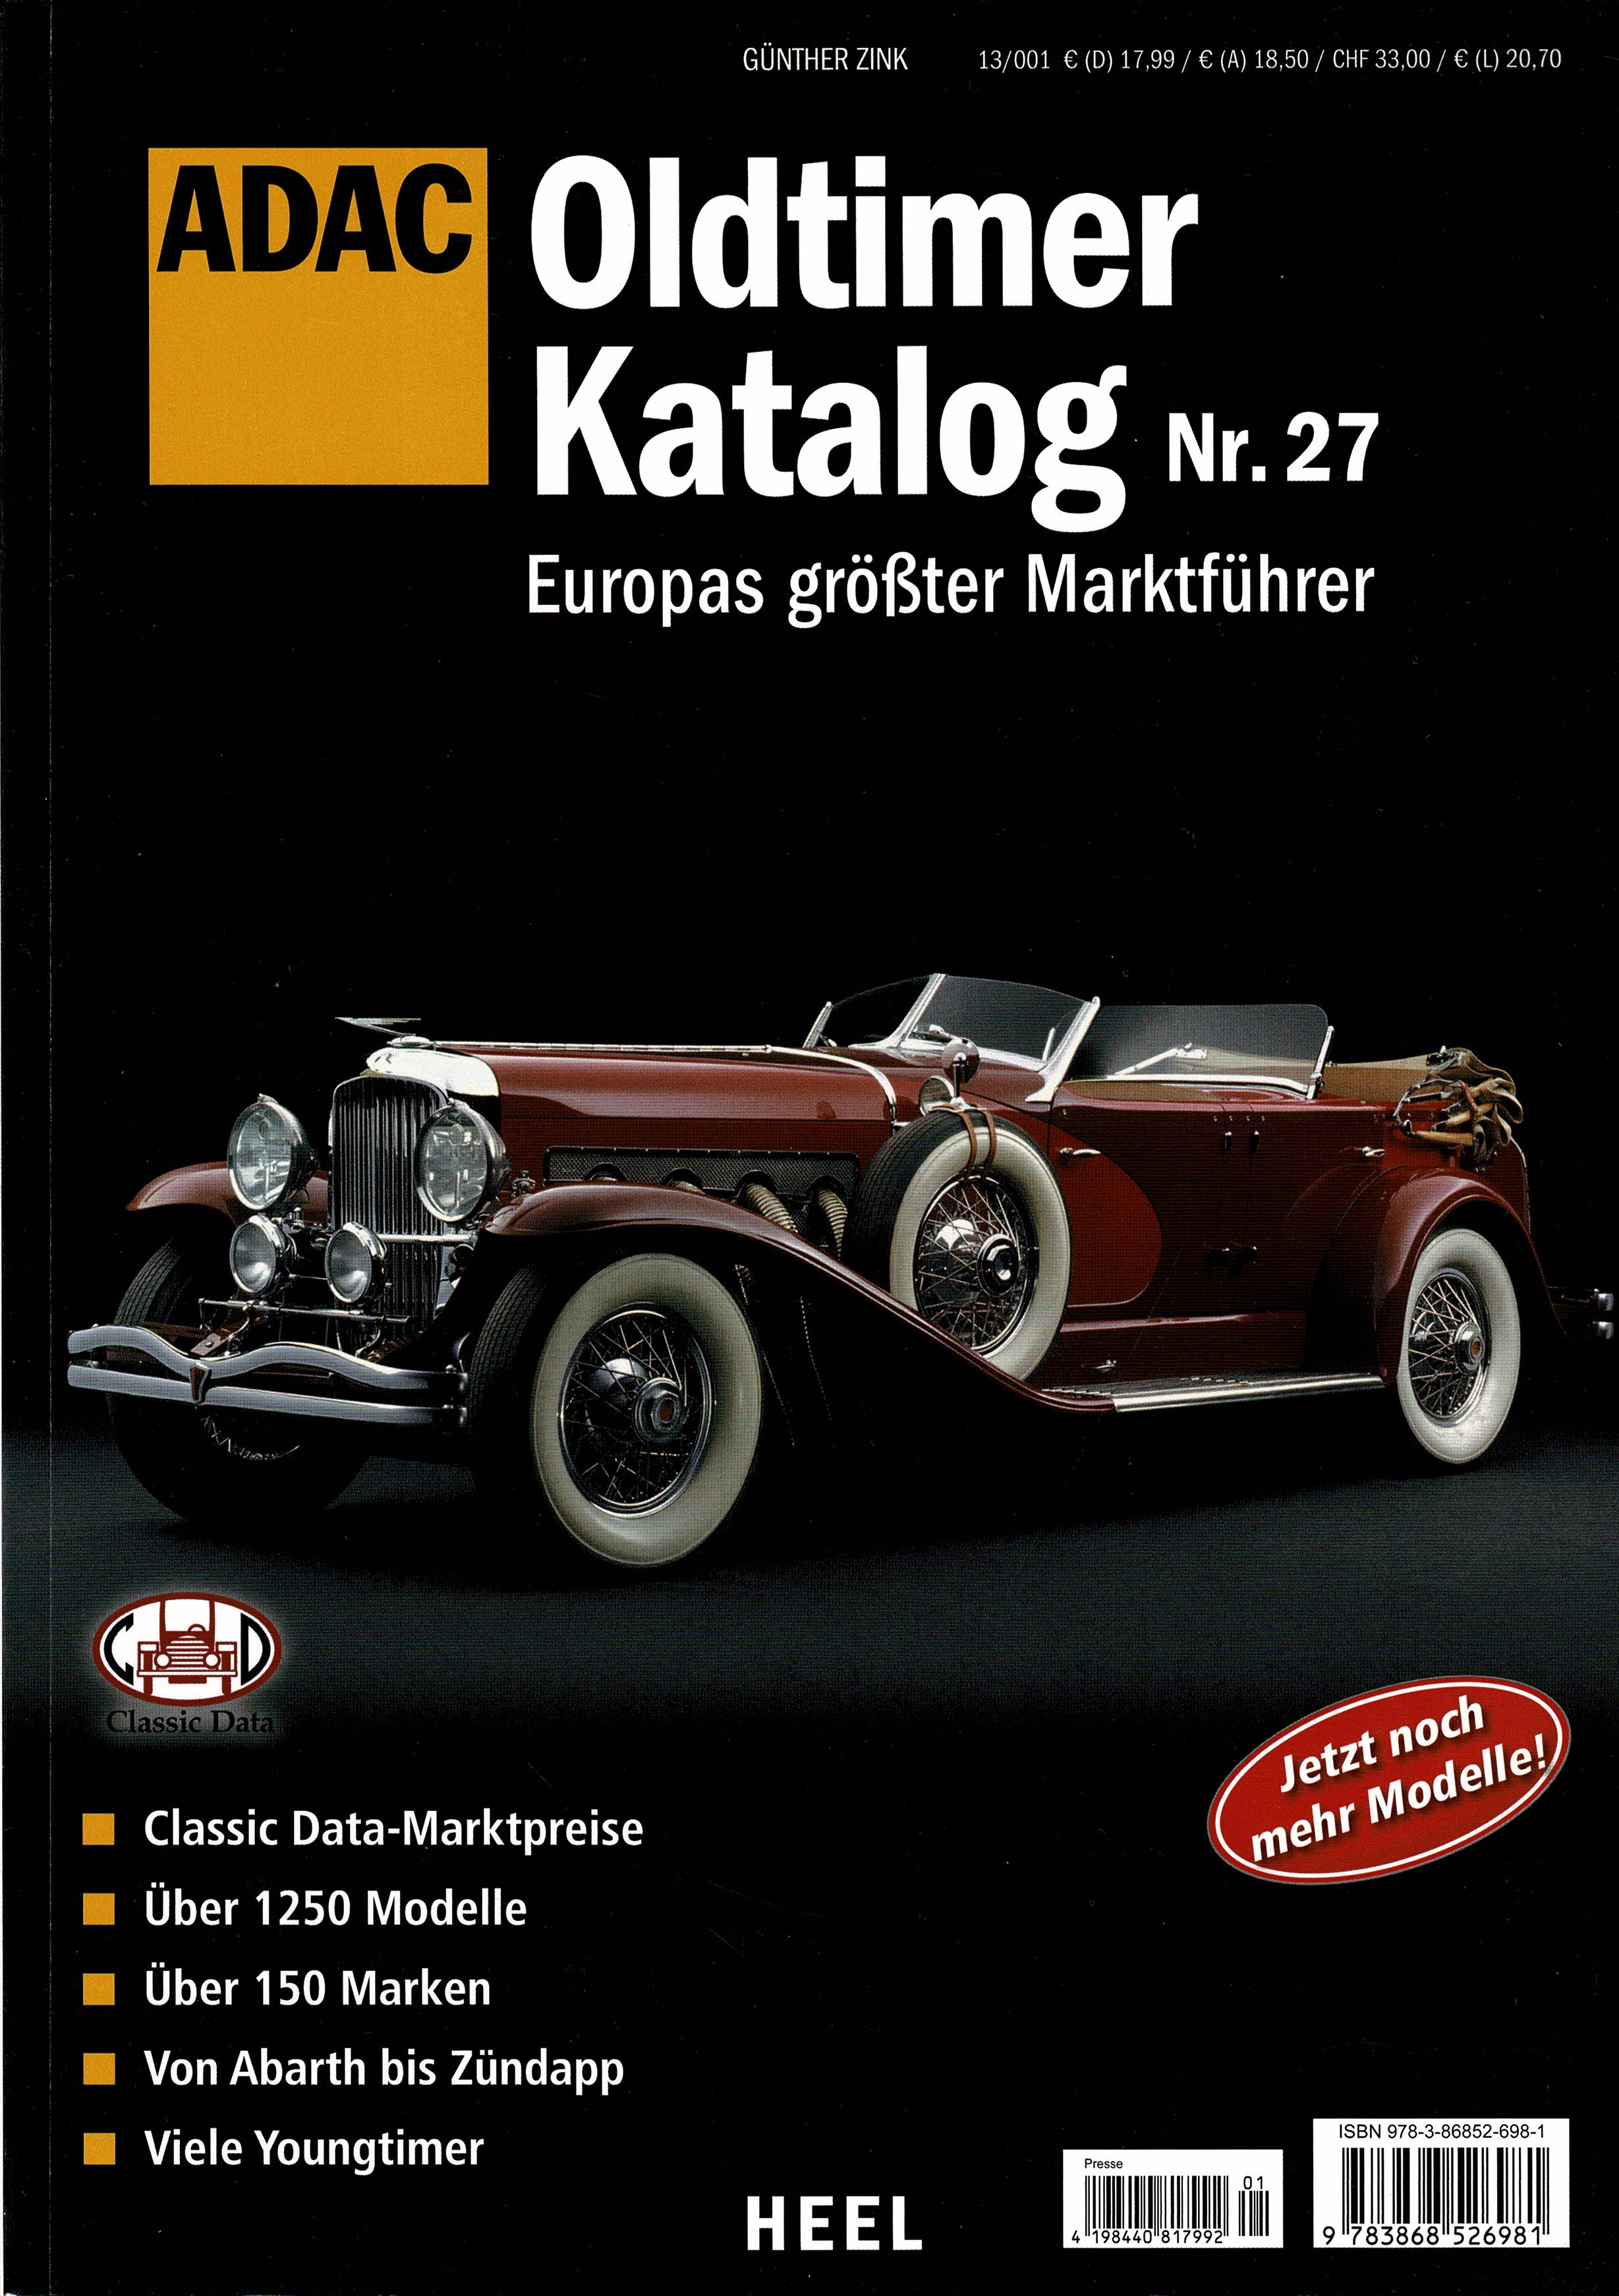 GÜNTHER ZINK 13/001 € (D) 17,99 / € (A) 18,50 / CHF 33,00 / € (L) 20,70
ADAC
Oldtimer
Katalog Nr. 27
Europas größter Marktführer
C D
Classic Data
Jetzt noch
mehr Modelle!
Classic Data-Marktpreise
Über 1250 Modelle
Über 150 Marken
Von Abarth bis Zündapp
Viele Youngtimer
HEEL
Presse
01
4 198440 817992
ISBN 978-3-86852-698-1
9 783868 526981